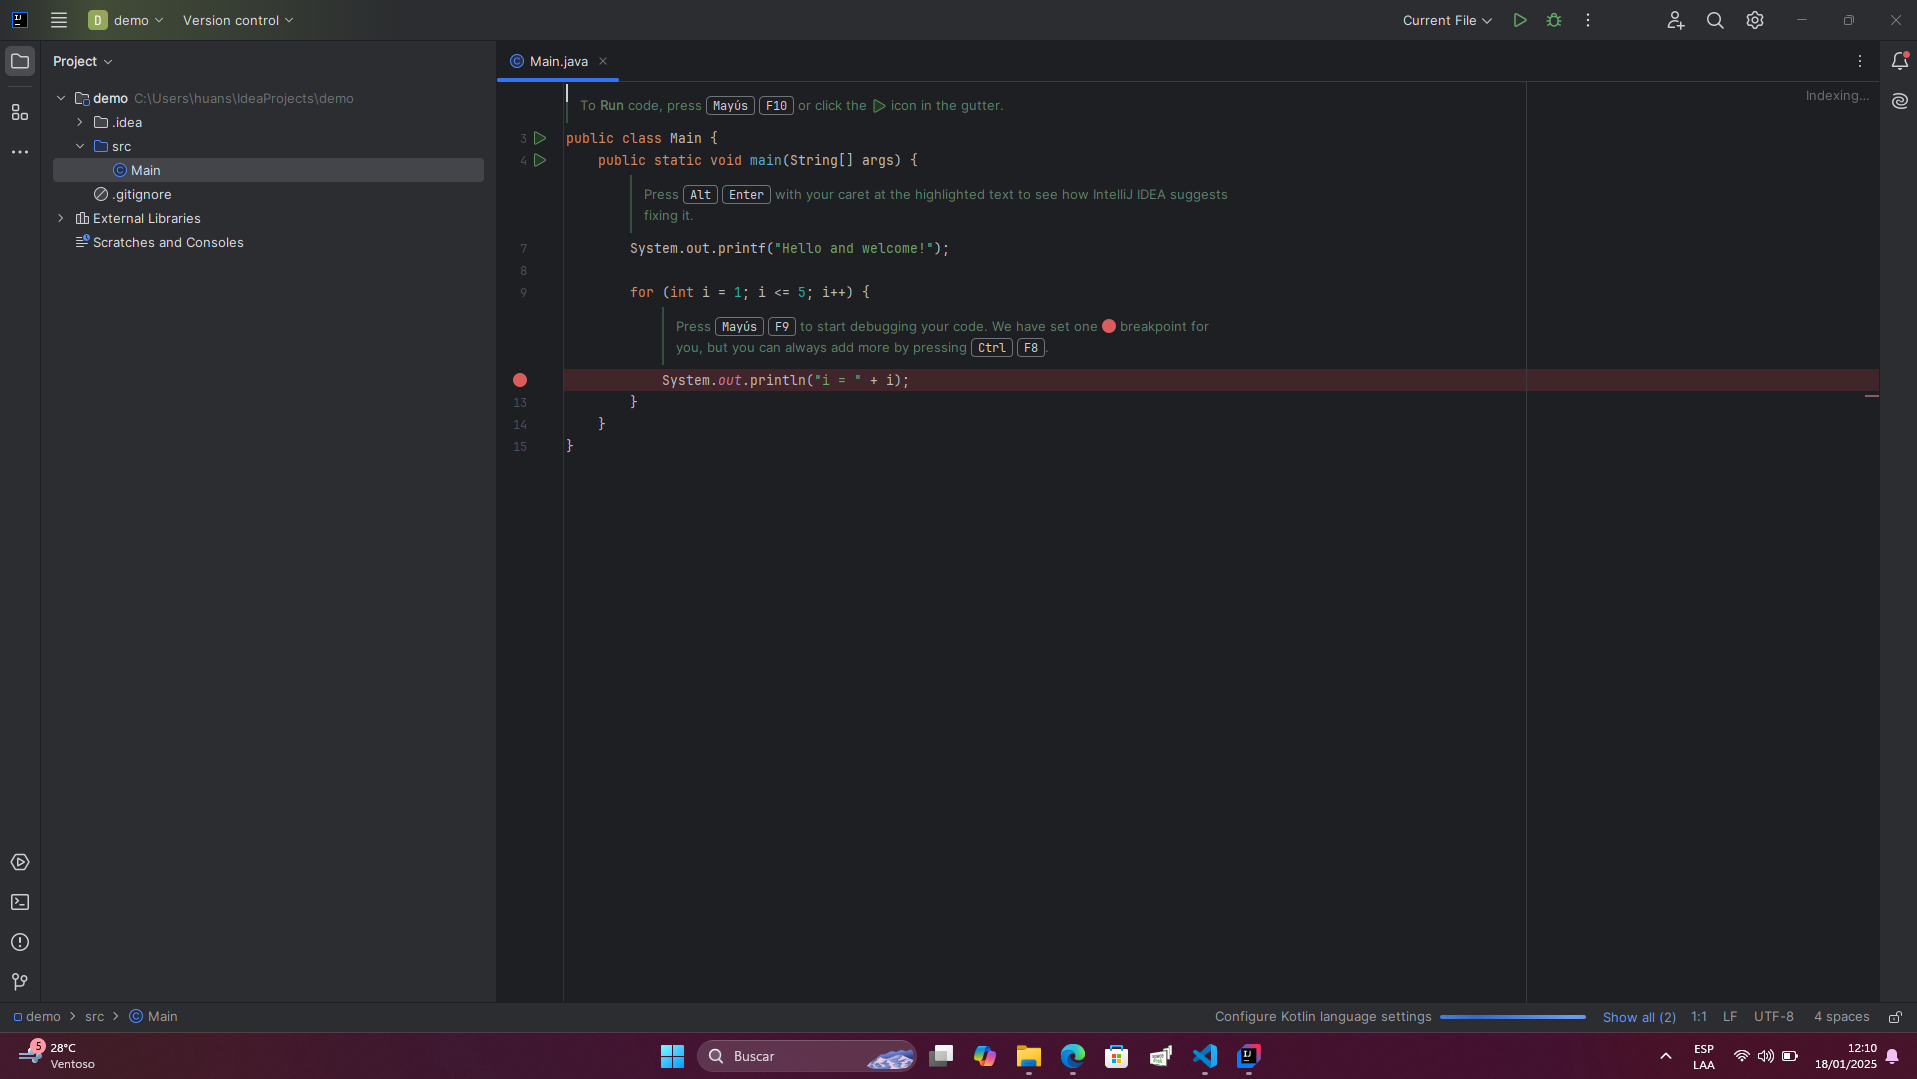 D demo Version control Current File
Project
Main.java
demo C:\Users\huans\IdeaProjects\demo
.idea
src
Main
.gitignore
External Libraries
Scratches and Consoles
Indexing...
To Run code, press Mayús F10 or click the icon in the gutter.
3 public class Main {
4 public static void main(String[] args) {
Press Alt Enter with your caret at the highlighted text to see how IntelliJ IDEA suggests
fixing it.
7 System.out.printf("Hello and welcome!");
8
9 for (int i = 1; i <= 5; i++) {
Press Mayús F9 to start debugging your code. We have set one breakpoint for
you, but you can always add more by pressing Ctrl F8.
System.out.println("i = " + i);
13 }
14 }
15 }
demo > src > Main
Configure Kotlin language settings Show all (2) 1:1 LF UTF-8 4 spaces
5 28°C
Ventoso
Buscar
ESP
LAA
12:10
18/01/2025